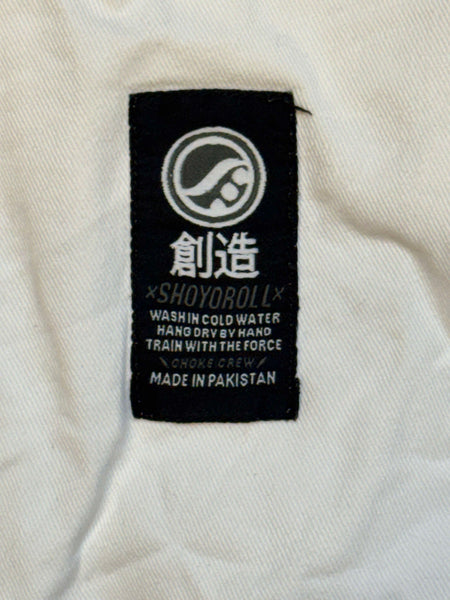 創造
×SHOYOROLL×
WASH IN COLD WATER
HANG DRY BY HAND
TRAIN WITH THE FORCE
CHOKE CREW
MADE IN PAKISTAN